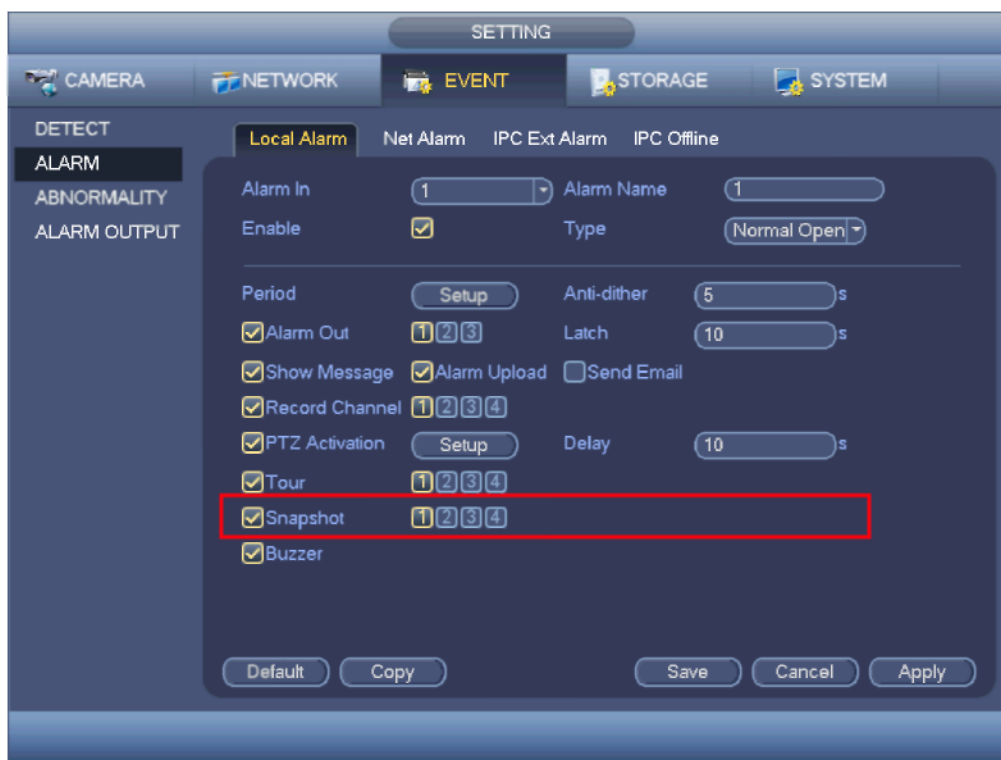 SETTING
CAMERA NETWORK EVENT STORAGE SYSTEM
DETECT
ALARM
ABNORMALITY
ALARM OUTPUT
Local Alarm Net Alarm IPC Ext Alarm IPC Offline
Alarm In 1 Alarm Name 1
Enable Type Normal Open
Period Setup Anti-dither 5 s
Alarm Out 1 2 3 Latch 10 s
Show Message Alarm Upload Send Email
Record Channel 1 2 3 4
PTZ Activation Setup Delay 10 s
Tour 1 2 3 4
Snapshot 1 2 3 4
Buzzer
Default Copy Save Cancel Apply